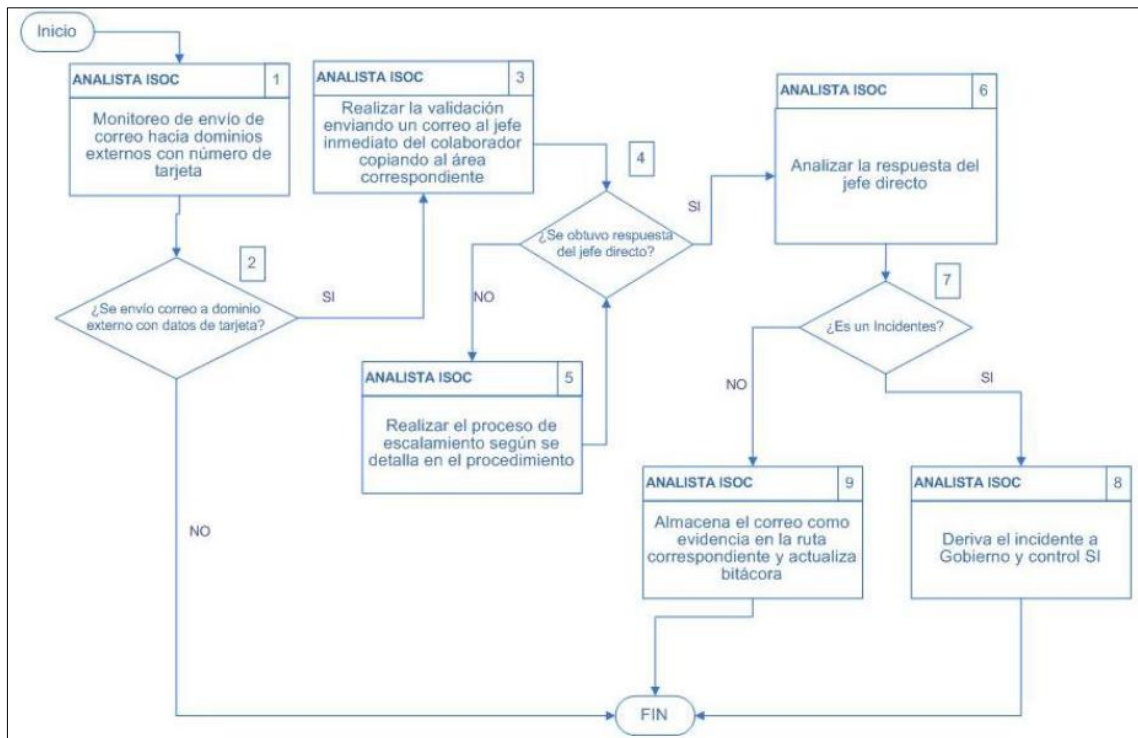 Inicio
ANALISTA ISOC 1
Monitoreo de envío de
correo hacia dominios
externos con número de
tarjeta
2
¿Se envío correo a dominio
externo con datos de tarjeta?
SI
NO
ANALISTA ISOC 3
Realizar la validación
enviando un correo al jefe
inmediato del colaborador
copiando al área
correspondiente
4
¿Se obtuvo respuesta
del jefe directo?
SI
NO
ANALISTA ISOC 5
Realizar el proceso de
escalamiento según se
detalla en el procedimiento
ANALISTA ISOC 6
Analizar la respuesta del
jefe directo
7
¿Es un Incidentes?
NO
SI
ANALISTA ISOC 9
Almacena el correo como
evidencia en la ruta
correspondiente y actualiza
bitácora
ANALISTA ISOC 8
Deriva el incidente a
Gobierno y control SI
FIN